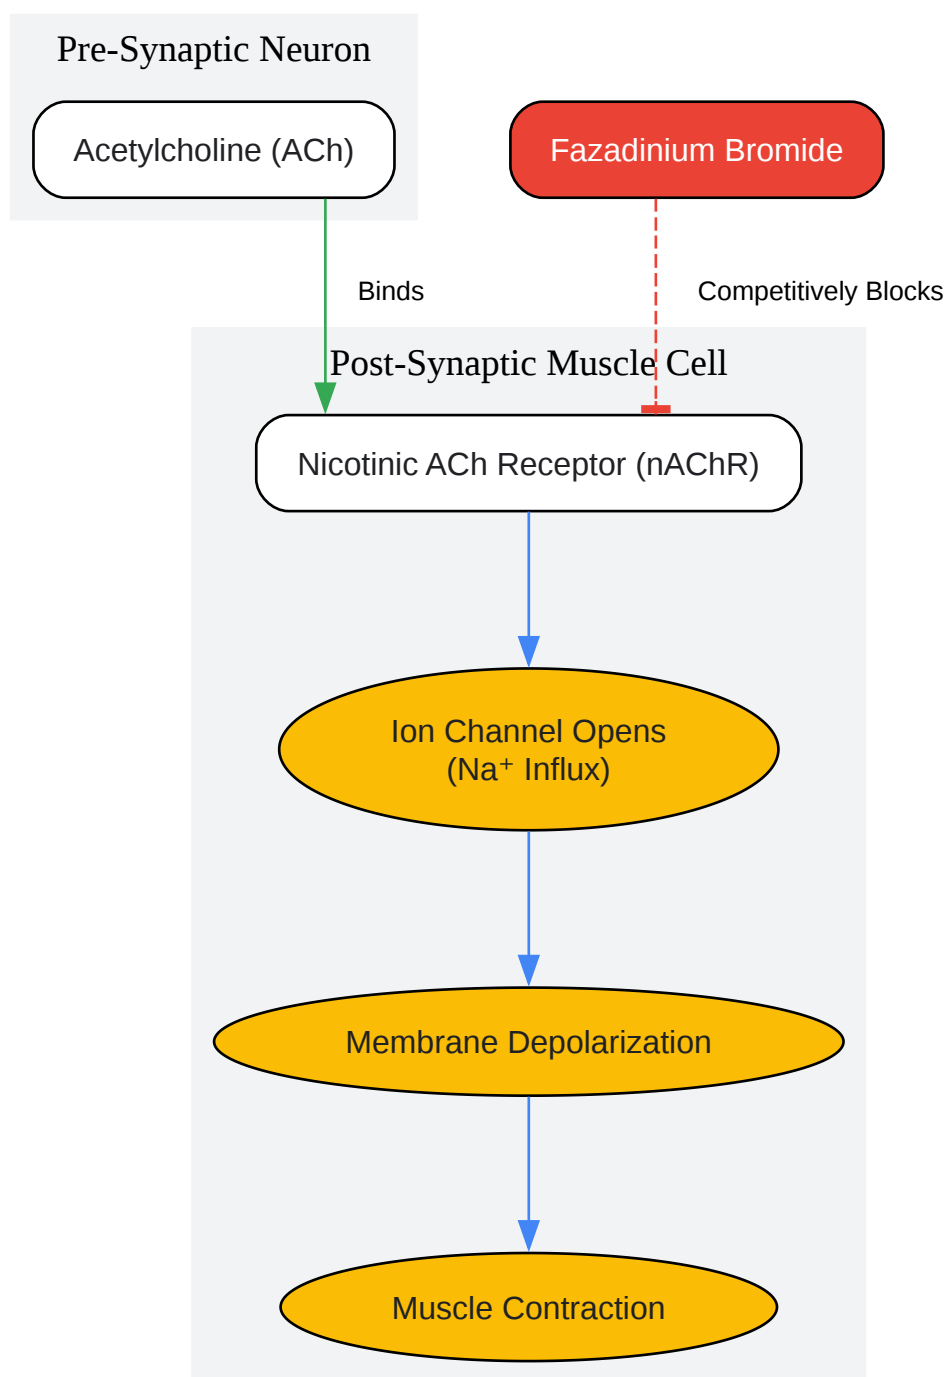 Pre-Synaptic Neuron
Acetylcholine (ACh)
Fazadinium Bromide
Binds
Competitively Blocks
Post-Synaptic Muscle Cell
Nicotinic ACh Receptor (nAChR)
Ion Channel Opens
(Na⁺ Influx)
Membrane Depolarization
Muscle Contraction